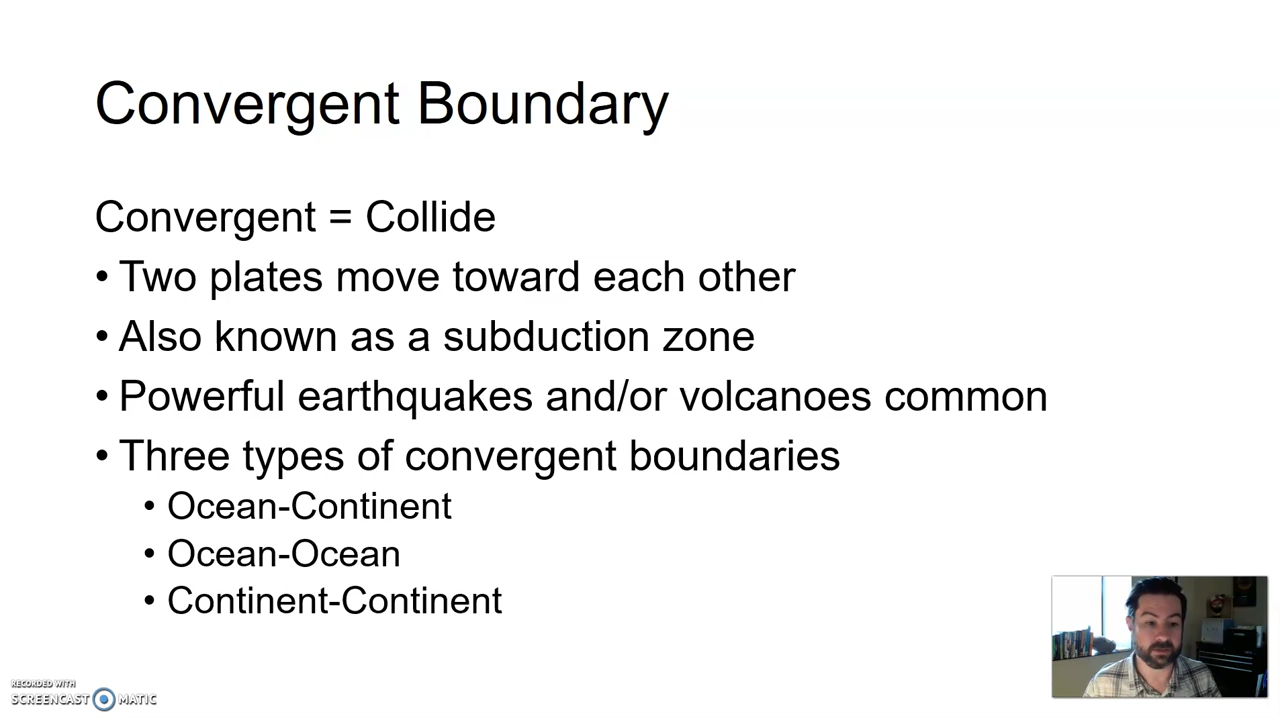 Convergent Boundary
Convergent = Collide
• Two plates move toward each other
• Also known as a subduction zone
• Powerful earthquakes and/or volcanoes common
• Three types of convergent boundaries
• Ocean-Continent
• Ocean-Ocean
• Continent-Continent
RECORDED WITH
SCREENCAST MATIC